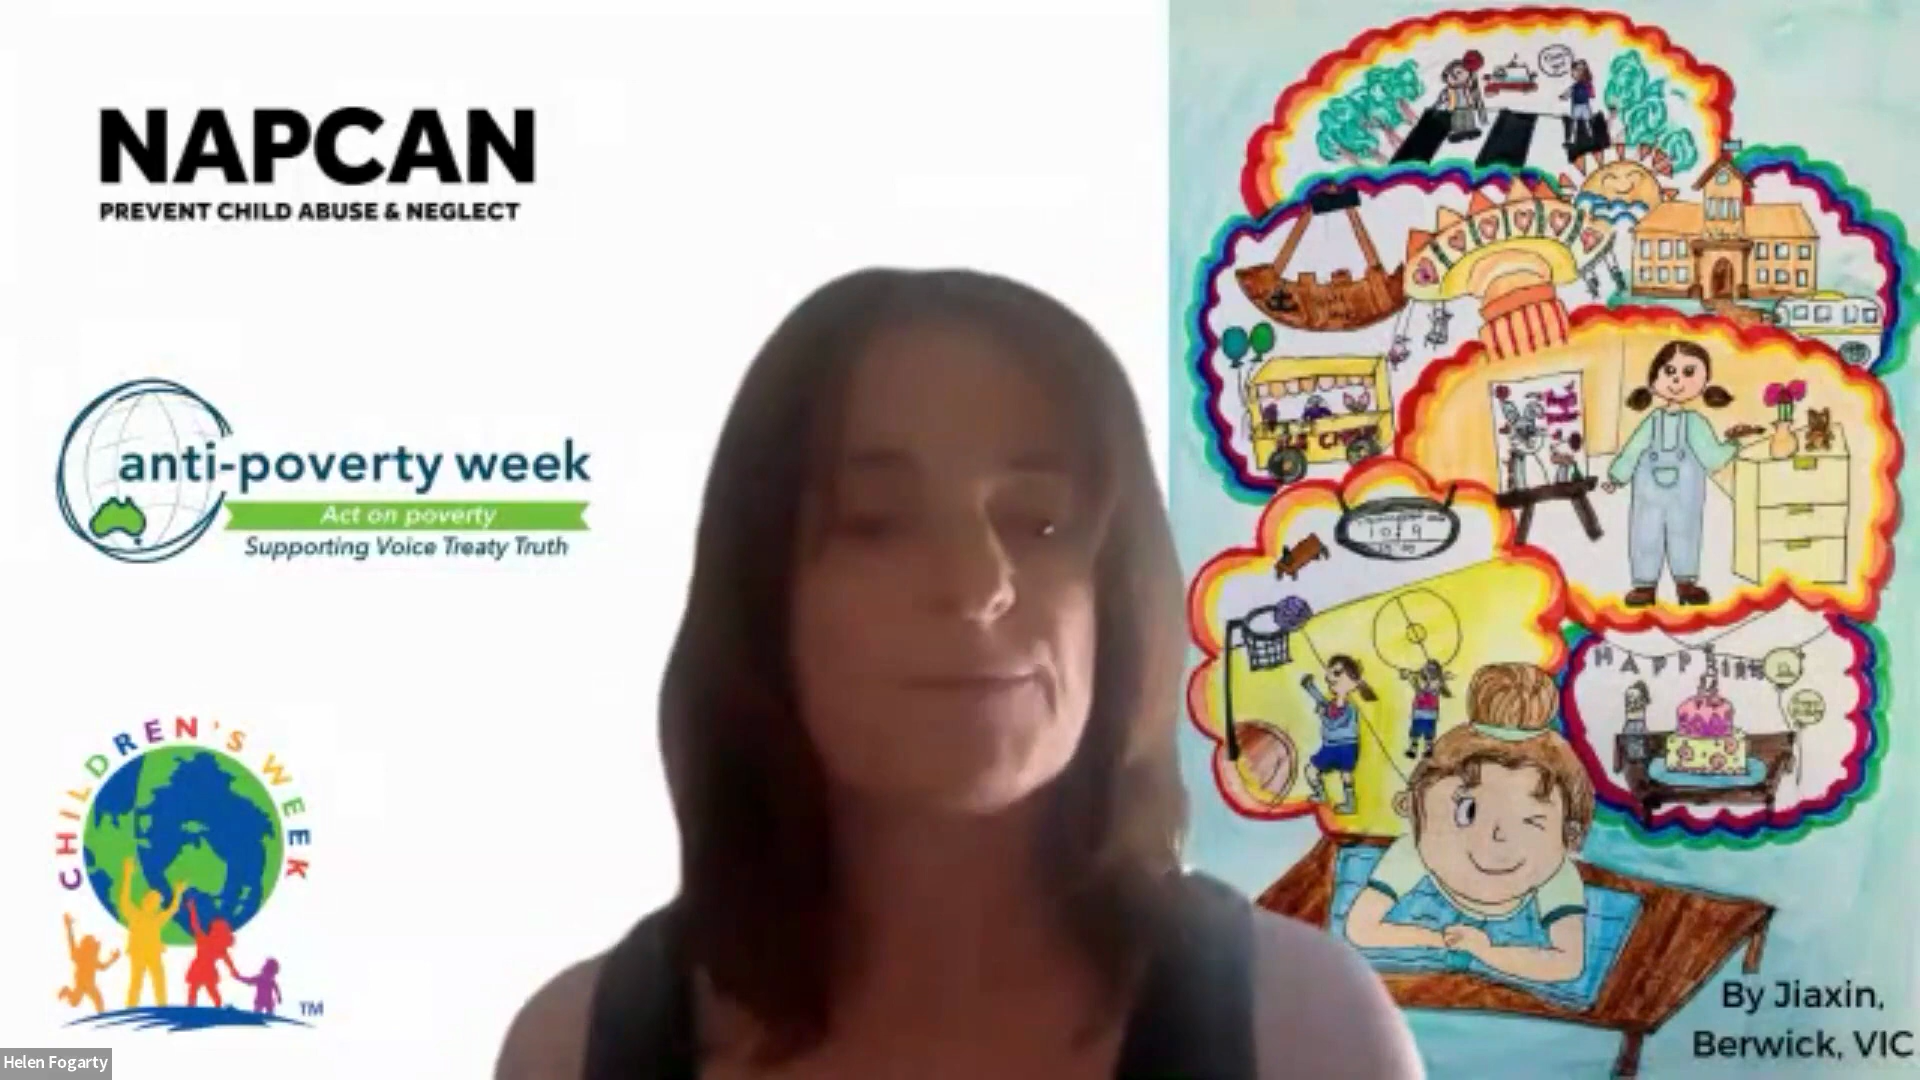 NAPCAN
PREVENT CHILD ABUSE & NEGLECT
anti-poverty week
Act on poverty
Supporting Voice Treaty Truth
CHILDREN'S WEEK
TM
HAPP
By Jiaxin,
Berwick, VIC
Helen Fogarty